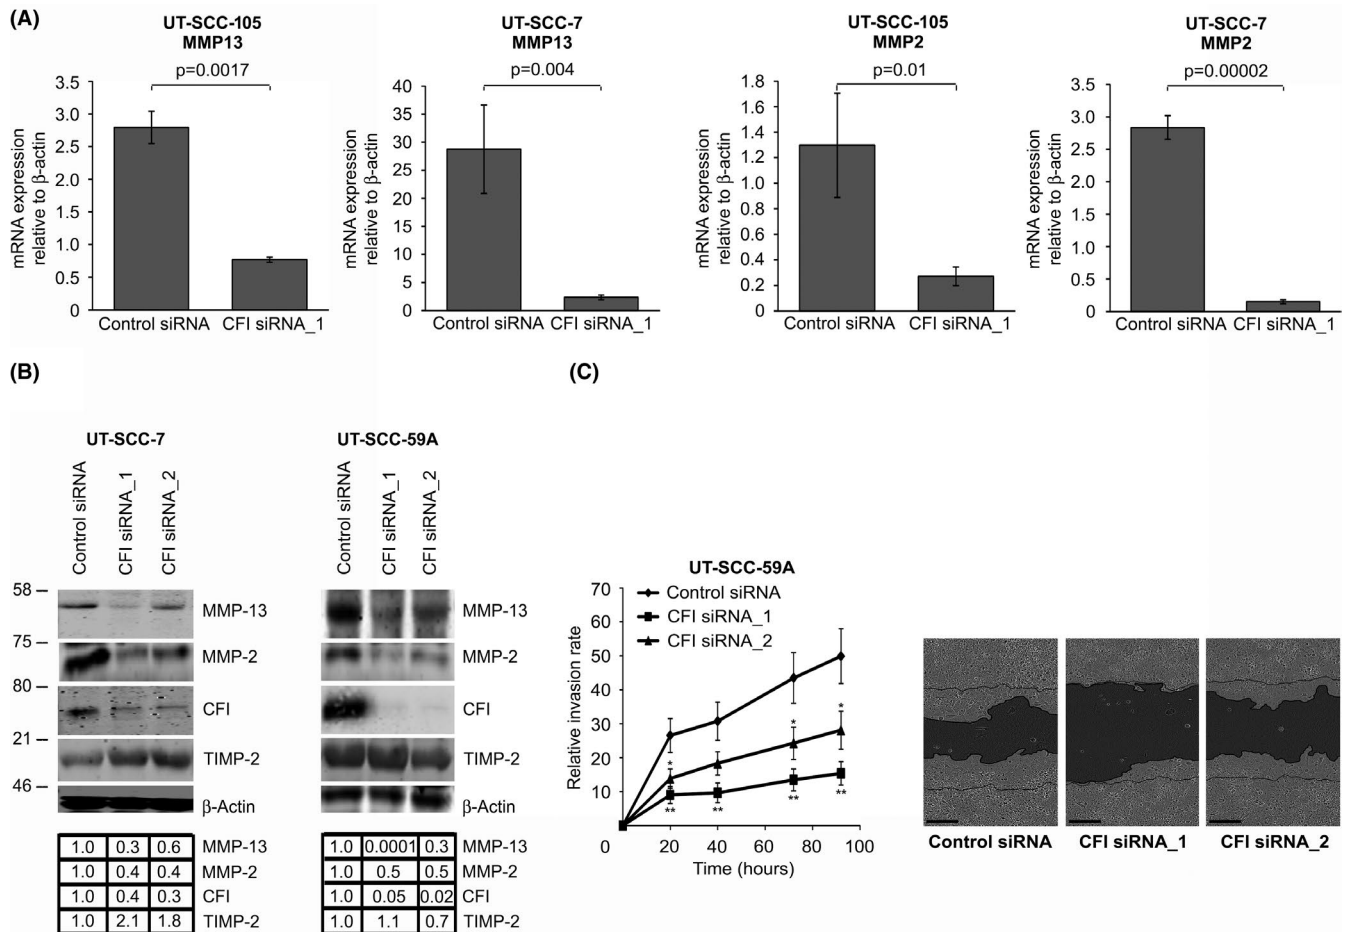 (A)
UT-SCC-105
MMP13
p=0.0017
mRNA expression
relative to β-actin
3.5
3.0
2.5
2.0
1.5
1.0
0.5
0
Control siRNA CFI siRNA_1
UT-SCC-7
MMP13
p=0.004
mRNA expression
relative to β-actin
40
35
30
25
20
15
10
5
0
Control siRNA CFI siRNA_1
UT-SCC-105
MMP2
p=0.01
mRNA expression
relative to β-actin
1.8
1.6
1.4
1.2
1.0
0.8
0.6
0.4
0.2
0
Control siRNA CFI siRNA_1
UT-SCC-7
MMP2
p=0.00002
mRNA expression
relative to β-actin
3.5
3.0
2.5
2.0
1.5
1.0
0.5
0
Control siRNA CFI siRNA_1
(B)
UT-SCC-7
Control siRNA
CFI siRNA_1
CFI siRNA_2
58
75
80
21
46
MMP-13
MMP-2
CFI
TIMP-2
β-Actin
1.0 0.3 0.6 MMP-13
1.0 0.4 0.4 MMP-2
1.0 0.4 0.3 CFI
1.0 2.1 1.8 TIMP-2
UT-SCC-59A
Control siRNA
CFI siRNA_1
CFI siRNA_2
MMP-13
MMP-2
CFI
TIMP-2
β-Actin
1.0 0.0001 0.3 MMP-13
1.0 0.5 0.5 MMP-2
1.0 0.05 0.02 CFI
1.0 1.1 0.7 TIMP-2
(C)
UT-SCC-59A
Control siRNA
CFI siRNA_1
CFI siRNA_2
Relative invasion rate
70
60
50
40
30
20
10
0 20 40 60 80 100
Time (hours)
* * *
** ** ** **
Control siRNA
CFI siRNA_1
CFI siRNA_2